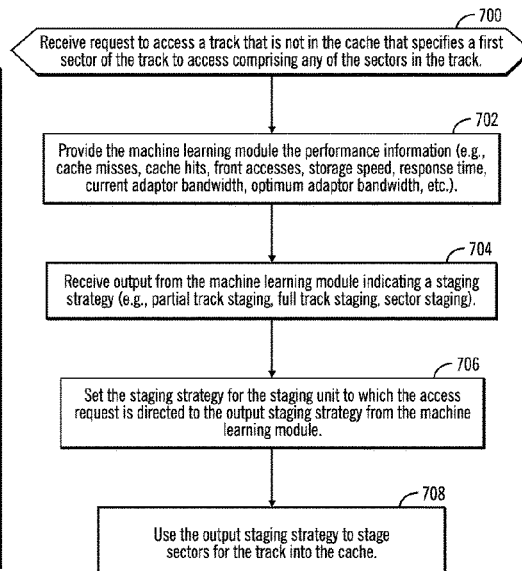 700
Receive request to access a track that is not in the cache that specifies a first
sector of the track to access comprising any of the sectors in the track.
702
Provide the machine learning module the performance information (e.g.,
cache misses, cache hits, front accesses, storage speed, response time,
current adaptor bandwidth, optimum adaptor bandwidth, etc.).
704
Receive output from the machine learning module indicating a staging
strategy (e.g., partial track staging, full track staging, sector staging).
706
Set the staging strategy for the staging unit to which the access
request is directed to the output staging strategy from the machine
learning module.
708
Use the output staging strategy to stage
sectors for the track into the cache.